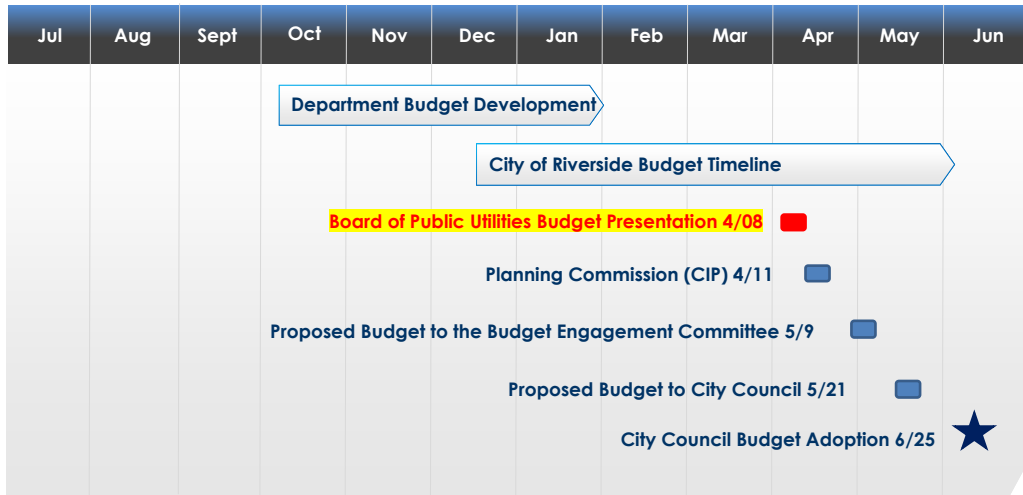 Jul Aug Sept Oct Nov Dec Jan Feb Mar Apr May Jun
Department Budget Development
City of Riverside Budget Timeline
Board of Public Utilities Budget Presentation 4/08
Planning Commission (CIP) 4/11
Proposed Budget to the Budget Engagement Committee 5/9
Proposed Budget to City Council 5/21
City Council Budget Adoption 6/25